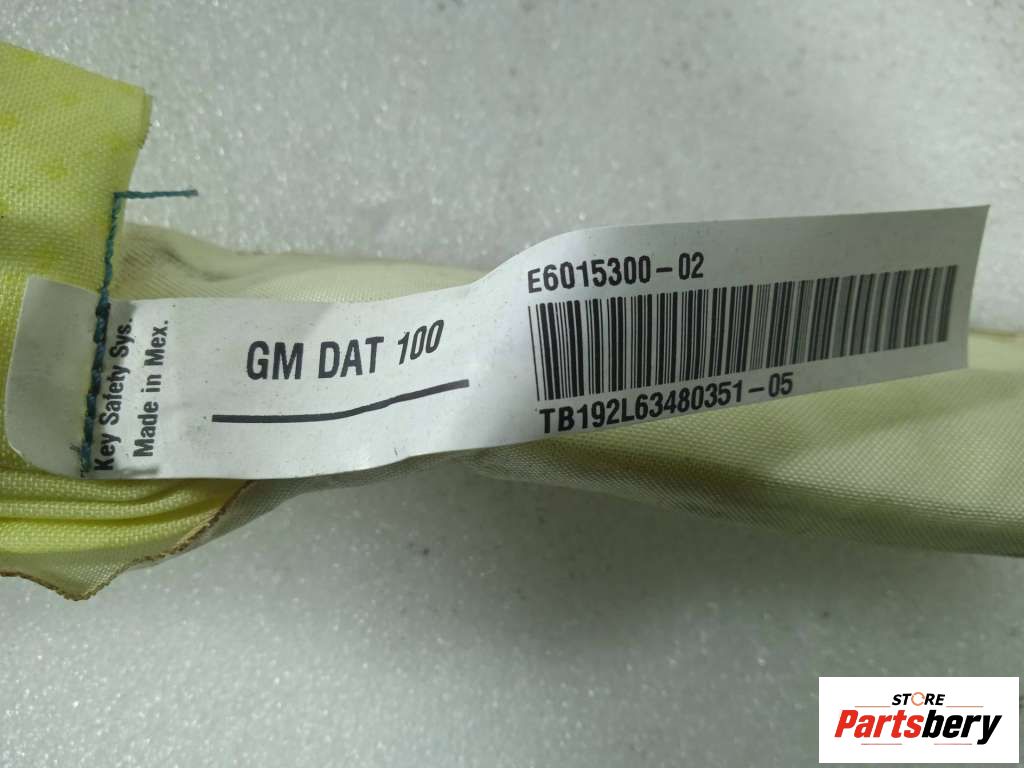 Key Safety Sys.
Made in Mex.
GM DAT 100
E6015300-02
TB192L63480351-05
STORE
Partsbery